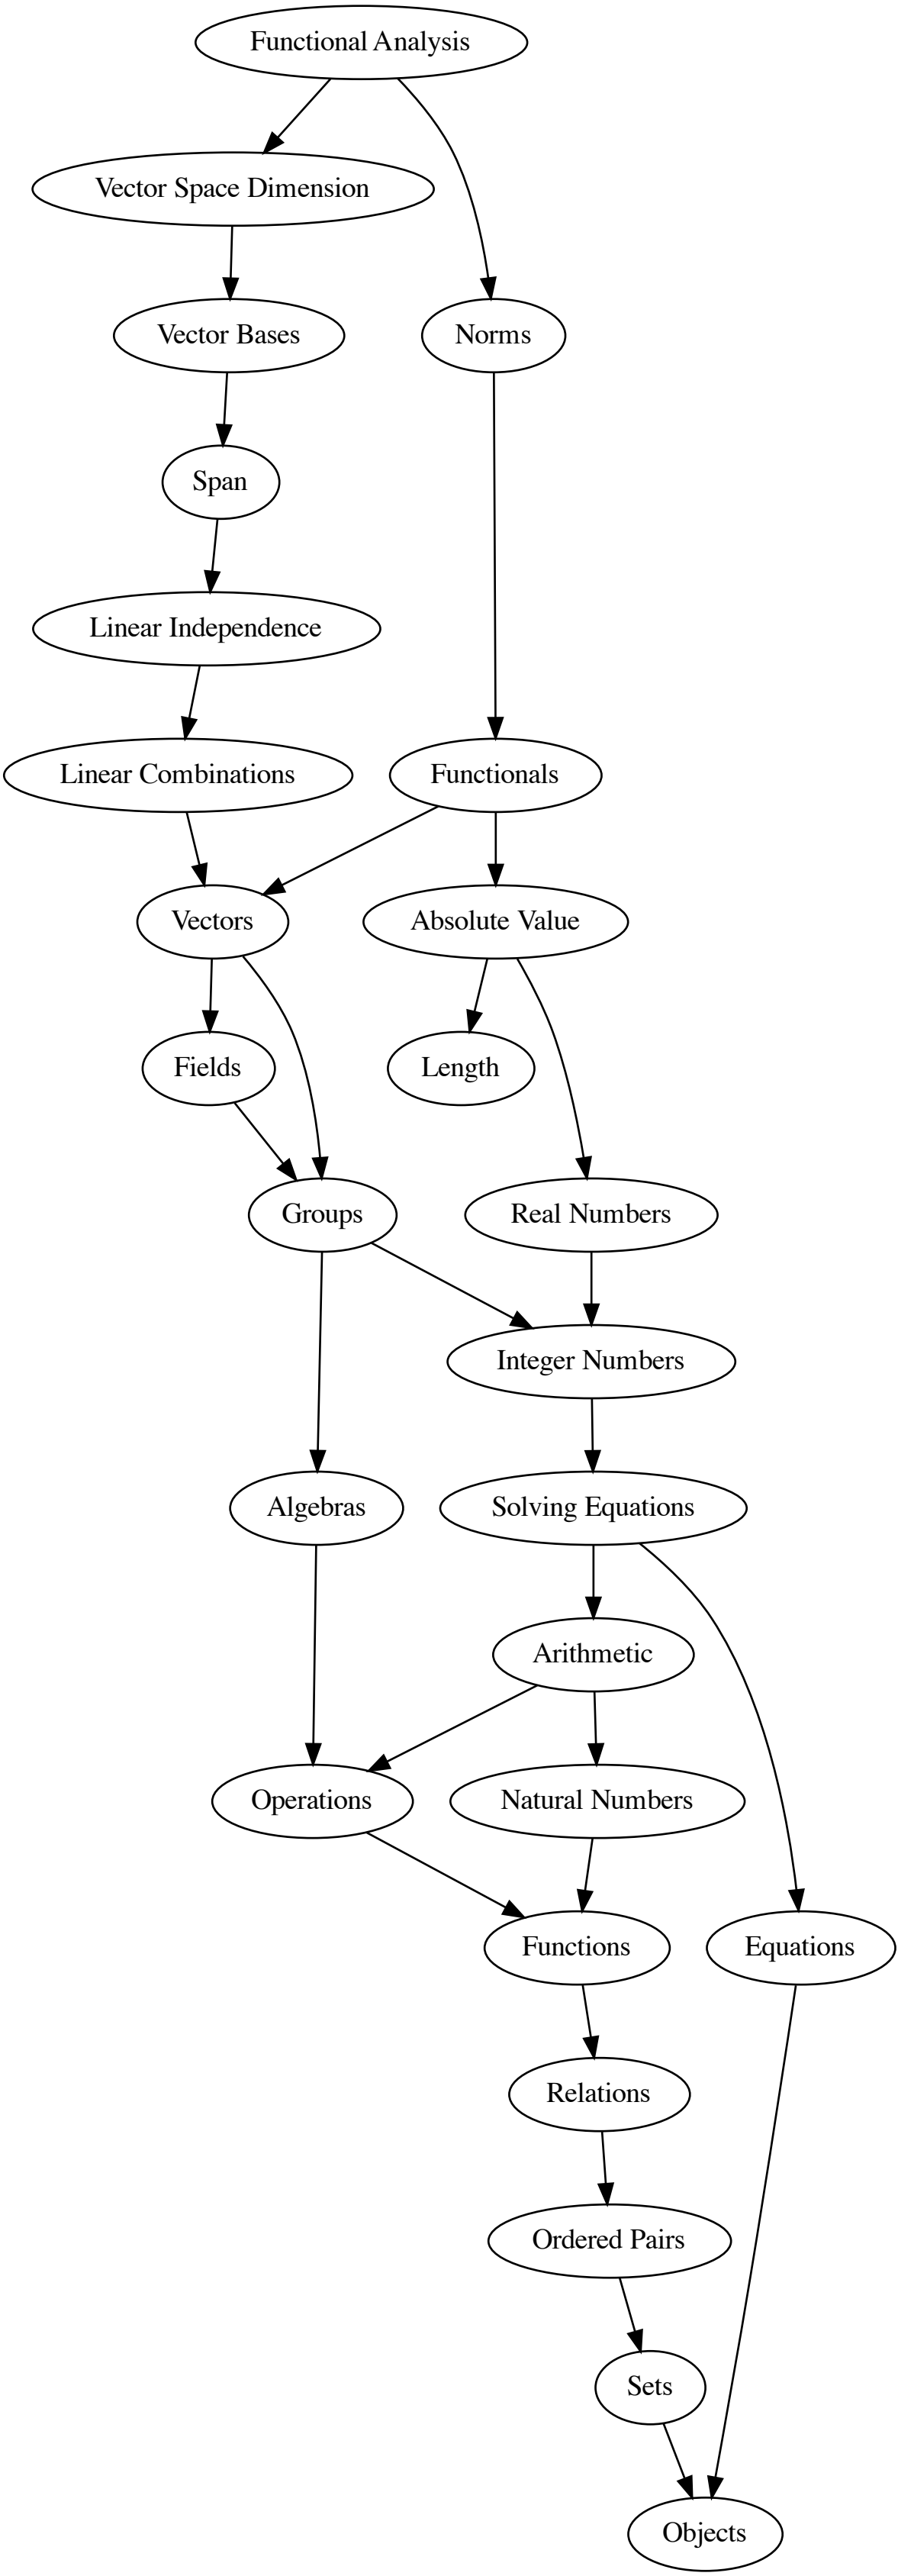 Functional Analysis
Vector Space Dimension
Vector Bases
Norms
Span
Linear Independence
Linear Combinations
Functionals
Vectors
Absolute Value
Fields
Length
Groups
Real Numbers
Integer Numbers
Algebras
Solving Equations
Arithmetic
Operations
Natural Numbers
Functions
Equations
Relations
Ordered Pairs
Sets
Objects